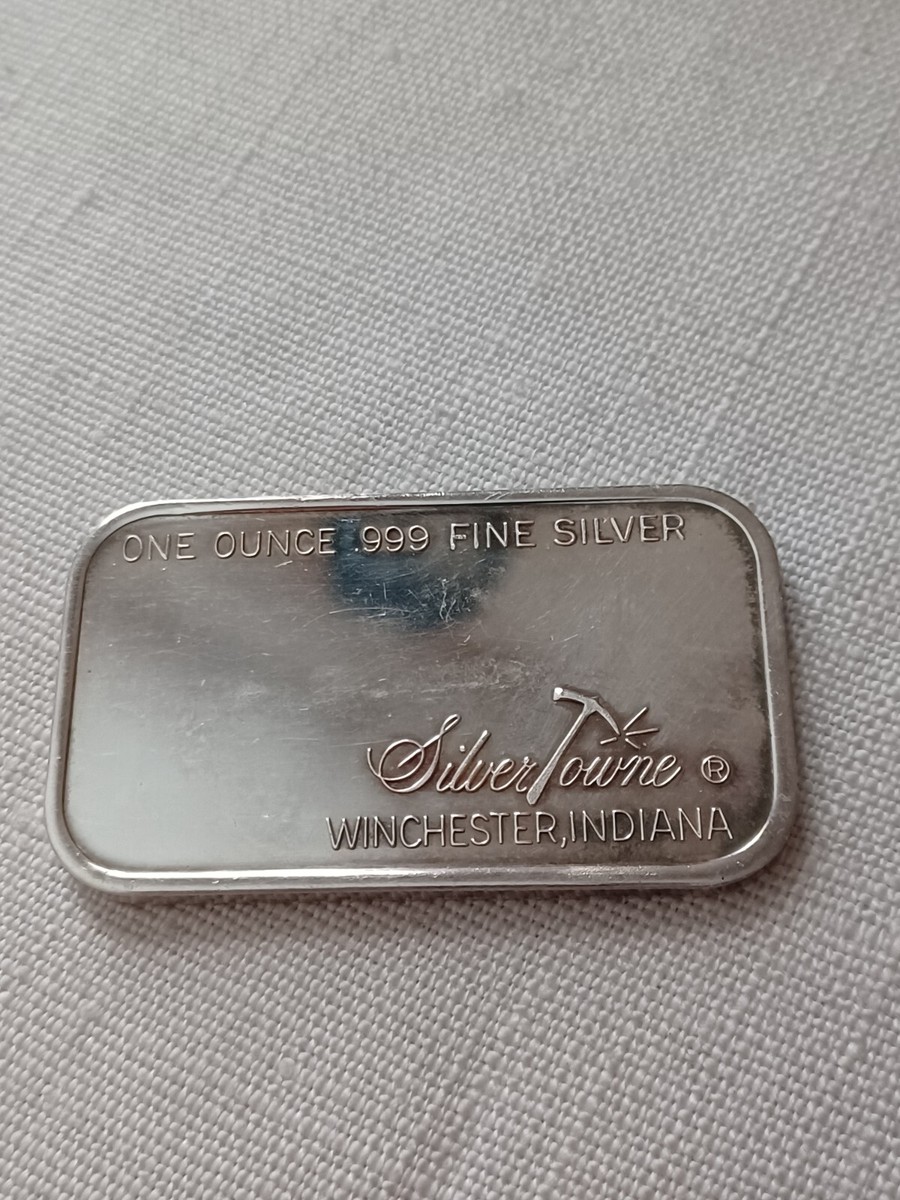 ONE OUNCE .999 FINE SILVER
SilverTowne ®
WINCHESTER, INDIANA